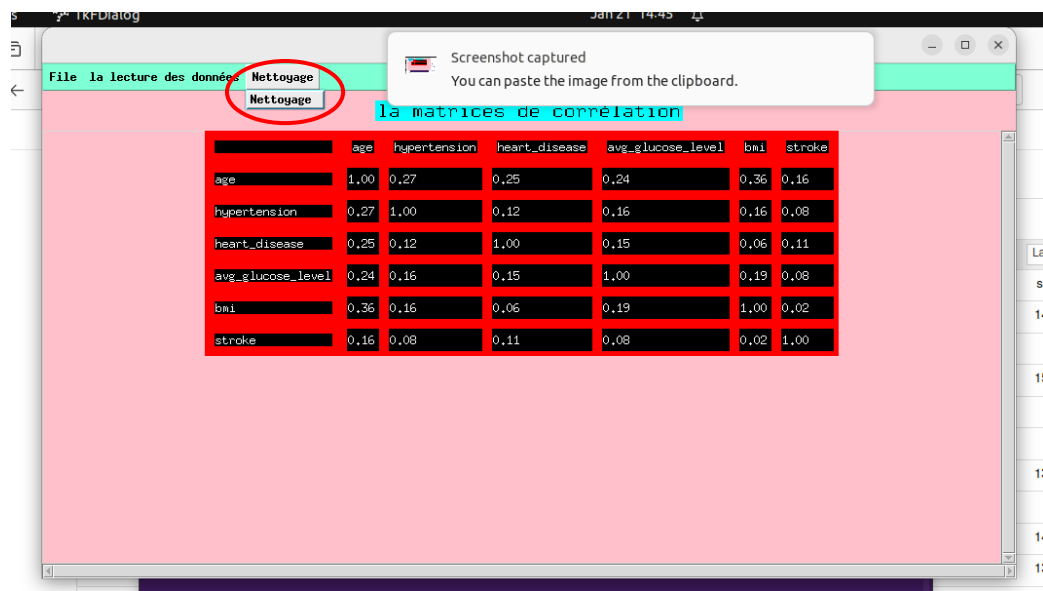 TkFDialog Jan 21 14:45
Screenshot captured
You can paste the image from the clipboard.
File la lecture des données Nettoyage
Nettoyage
la matrices de corrélation
age hypertension heart_disease avg_glucose_level bmi stroke
age 1.00 0.27 0.25 0.24 0.36 0.16
hypertension 0.27 1.00 0.12 0.16 0.16 0.08
heart_disease 0.25 0.12 1.00 0.15 0.06 0.11
avg_glucose_level 0.24 0.16 0.15 1.00 0.19 0.08
bmi 0.36 0.16 0.06 0.19 1.00 0.02
stroke 0.16 0.08 0.11 0.08 0.02 1.00